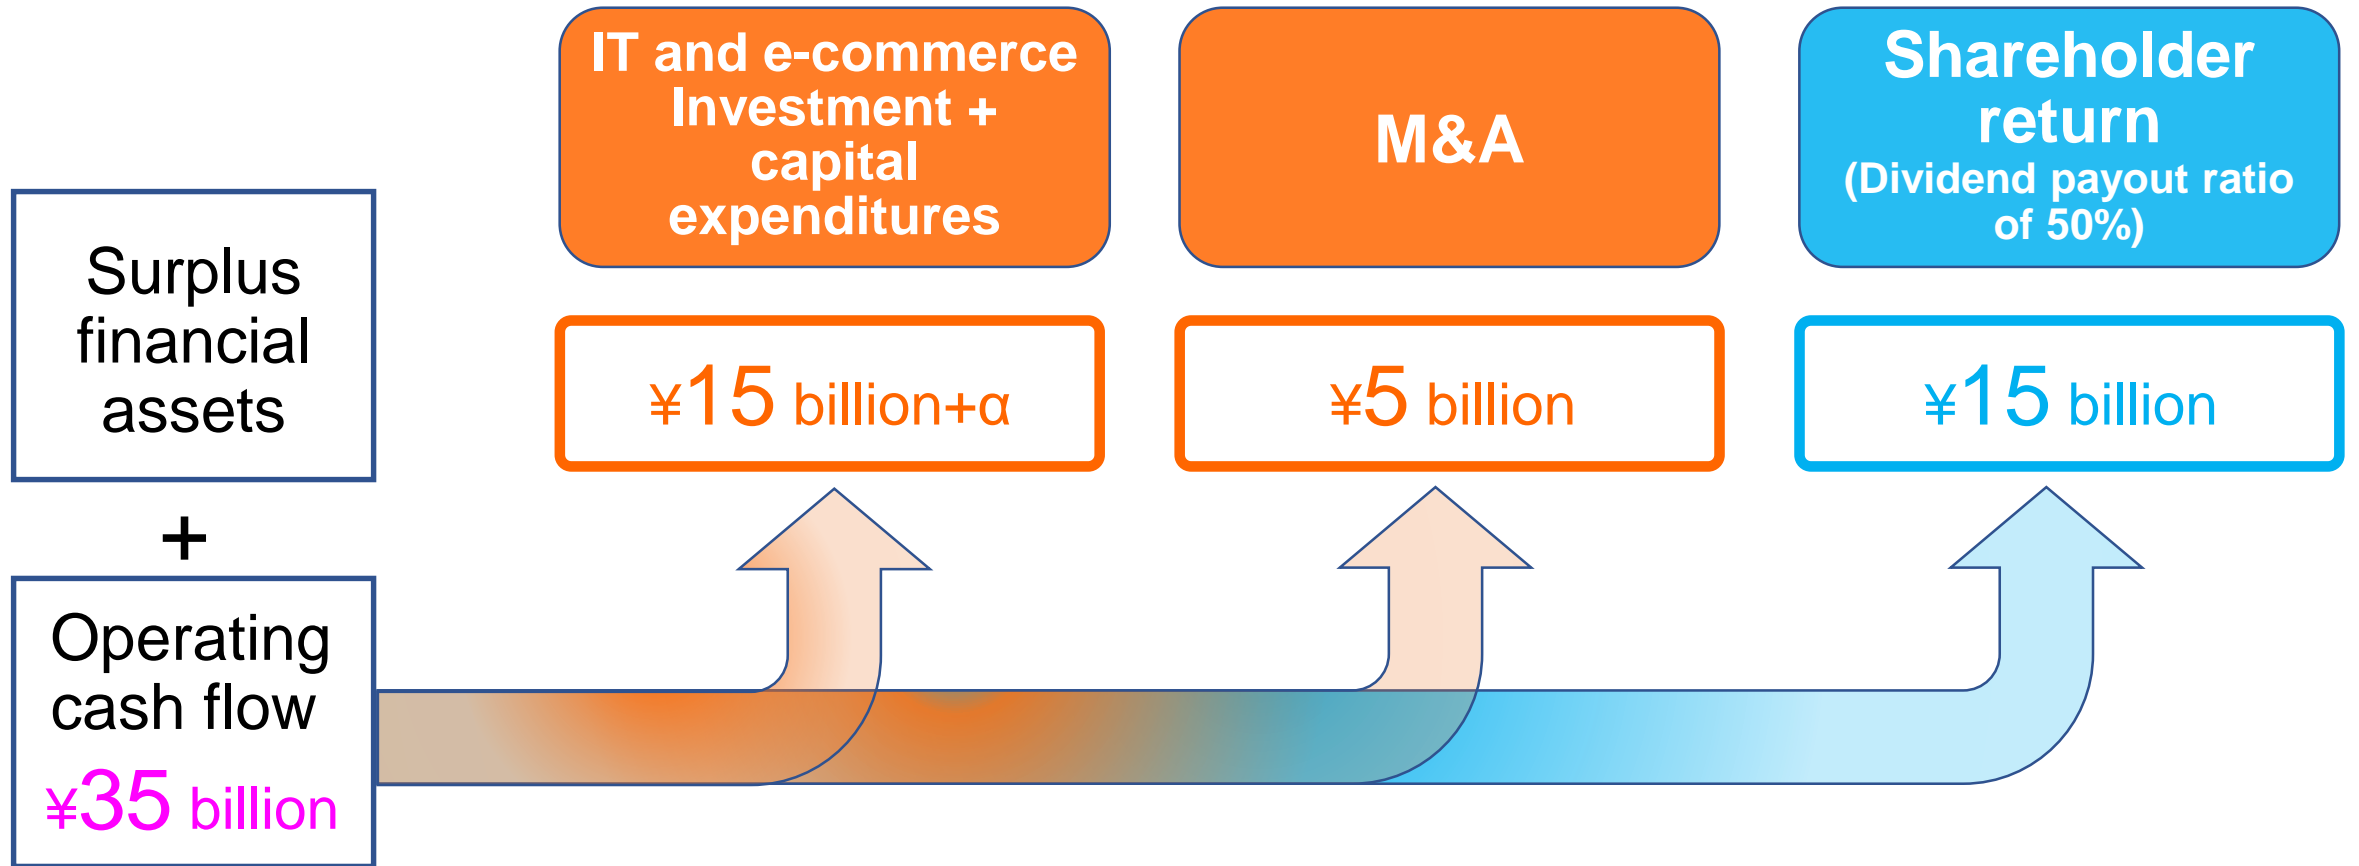 Surplus
financial
assets
+
Operating
cash flow
¥35 billion
IT and e-commerce
Investment +
capital
expenditures
¥15 billion+α
M&A
¥5 billion
Shareholder
return
(Dividend payout ratio
of 50%)
¥15 billion